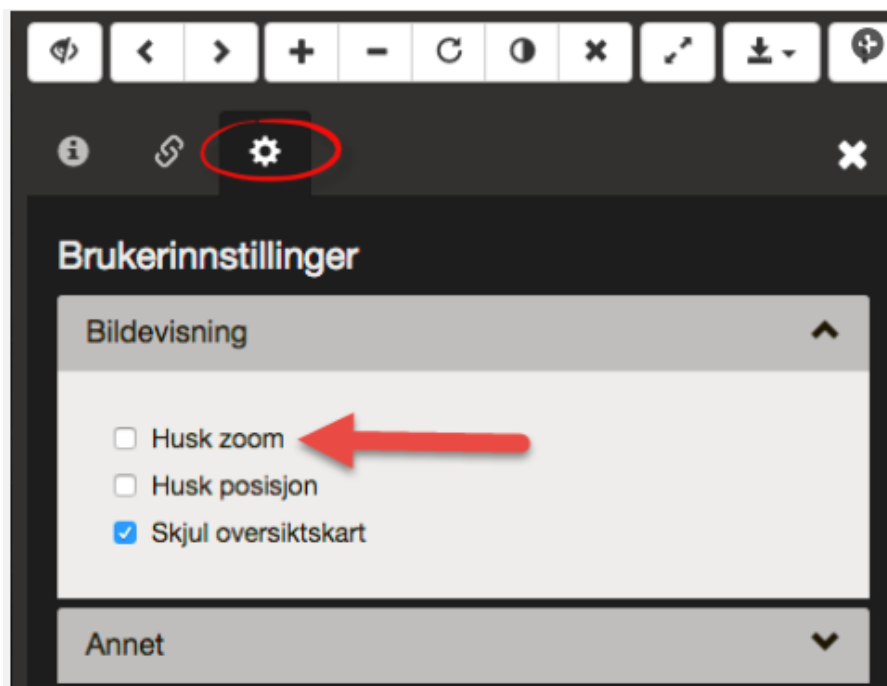 Brukerinnstillinger
Bildevisning
Husk zoom
Husk posisjon
Skjul oversiktskart
Annet